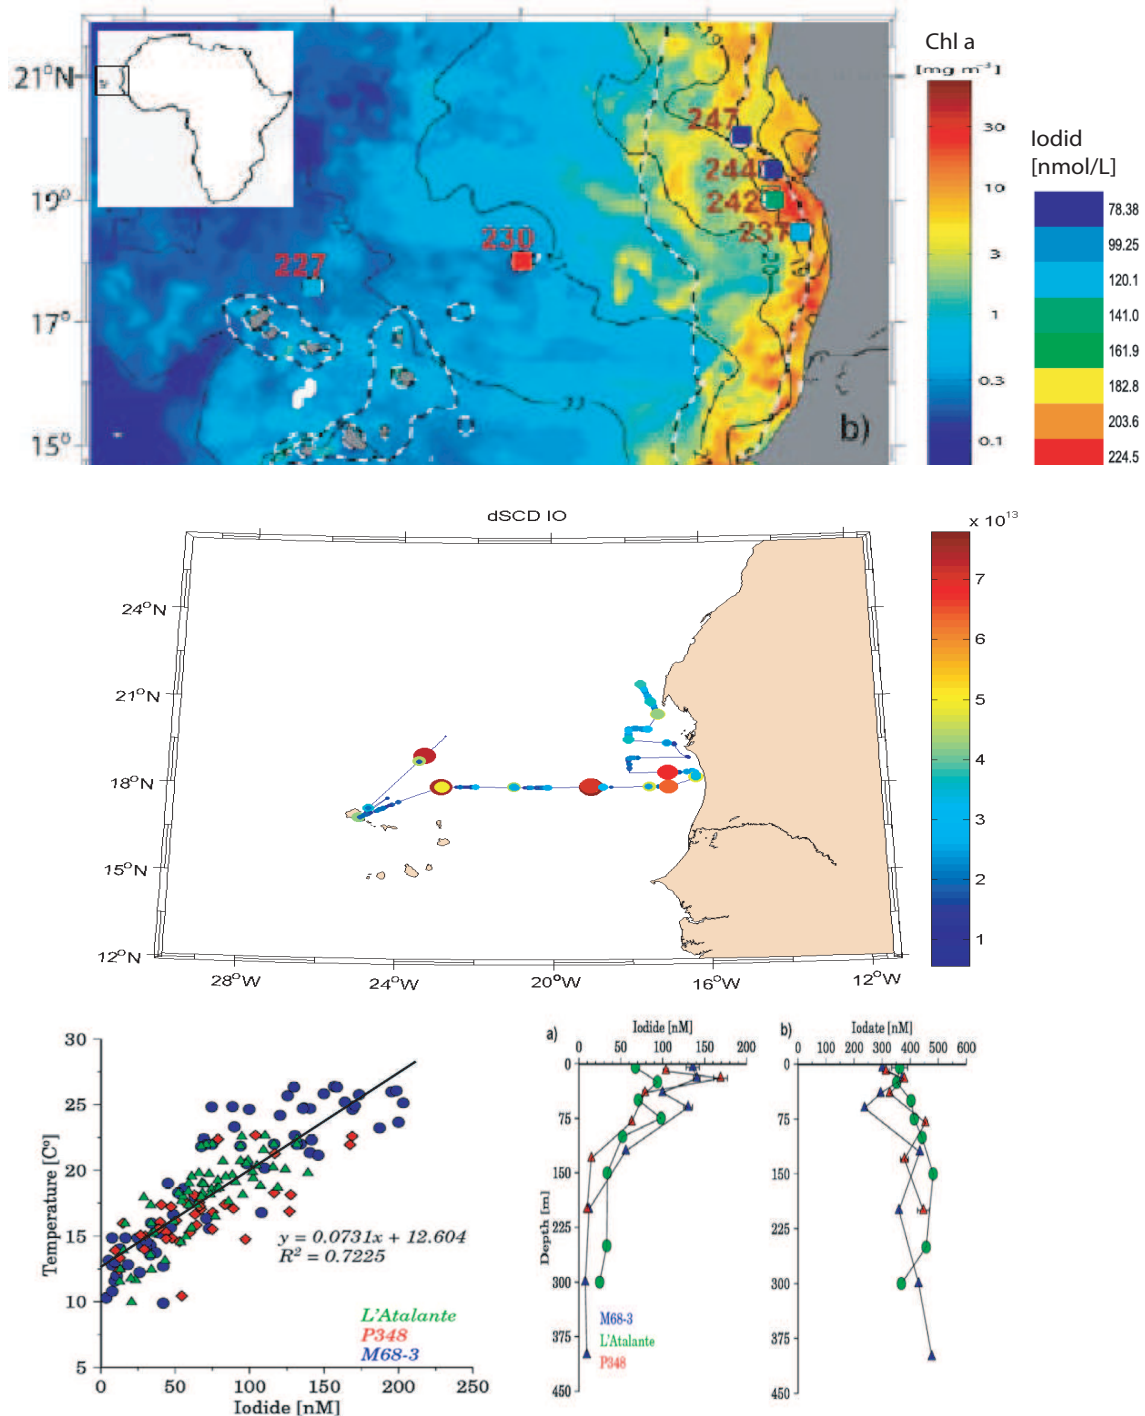 Chl a
[mg m⁻³]
21°N
19°
17°
15°
247
244
242
237
230
227
b)
30
10
3
1
0.3
0.1
Iodid
[nmol/L]
78.38
99.25
120.1
141.0
161.9
182.8
203.6
224.5
dSCD IO
x 10¹³
24°N
21°N
18°N
15°N
12°N
28°W
24°W
20°W
16°W
12°W
7
6
5
4
3
2
1
30
25
20
15
10
5
Temperature [C°]
y = 0.0731x + 12.604
R² = 0.7225
L'Atalante
P348
M68-3
0
50
100
150
200
250
Iodide [nM]
a)
Iodide [nM]
0
50
100
150
200
0
75
150
225
300
375
450
Depth [m]
M68-3
L'Atalante
P348
b)
Iodate [nM]
0
100
200
300
400
500
600
0
75
150
225
300
375
450